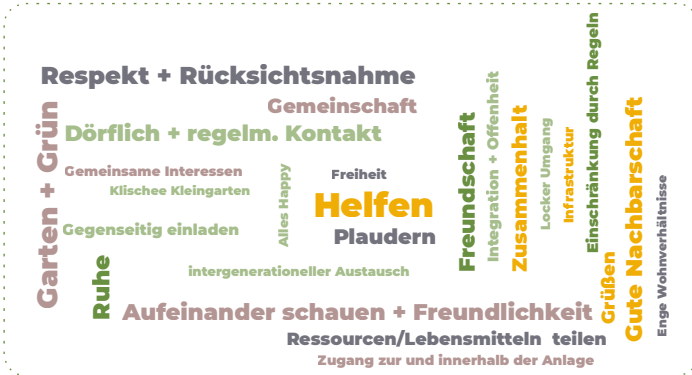 Respekt + Rücksichtsnahme
Gemeinschaft
Garten + Grün
Dörflich + regelm. Kontakt
Gemeinsame Interessen
Klischee Kleingarten
Alles Happy
Freiheit
Helfen
Plaudern
Gegenseitig einladen
Ruhe
intergenerationeller Austausch
Freundschaft
Integration + Offenheit
Zusammenhalt
Locker Umgang
Infrastruktur
Einschränkung durch Regeln
Grüßen
Gute Nachbarschaft
Enge Wohnverhältnisse
Aufeinander schauen + Freundlichkeit
Ressourcen/Lebensmitteln teilen
Zugang zur und innerhalb der Anlage